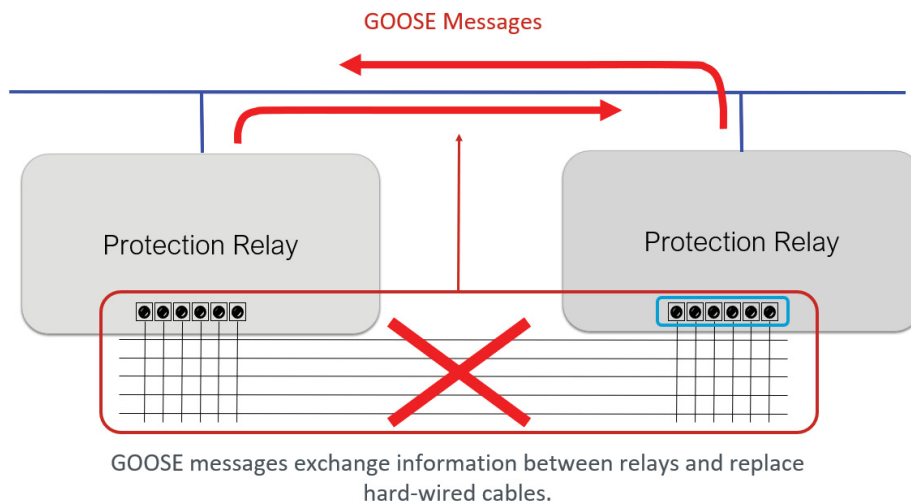 GOOSE Messages
Protection Relay
Protection Relay
GOOSE messages exchange information between relays and replace
hard-wired cables.